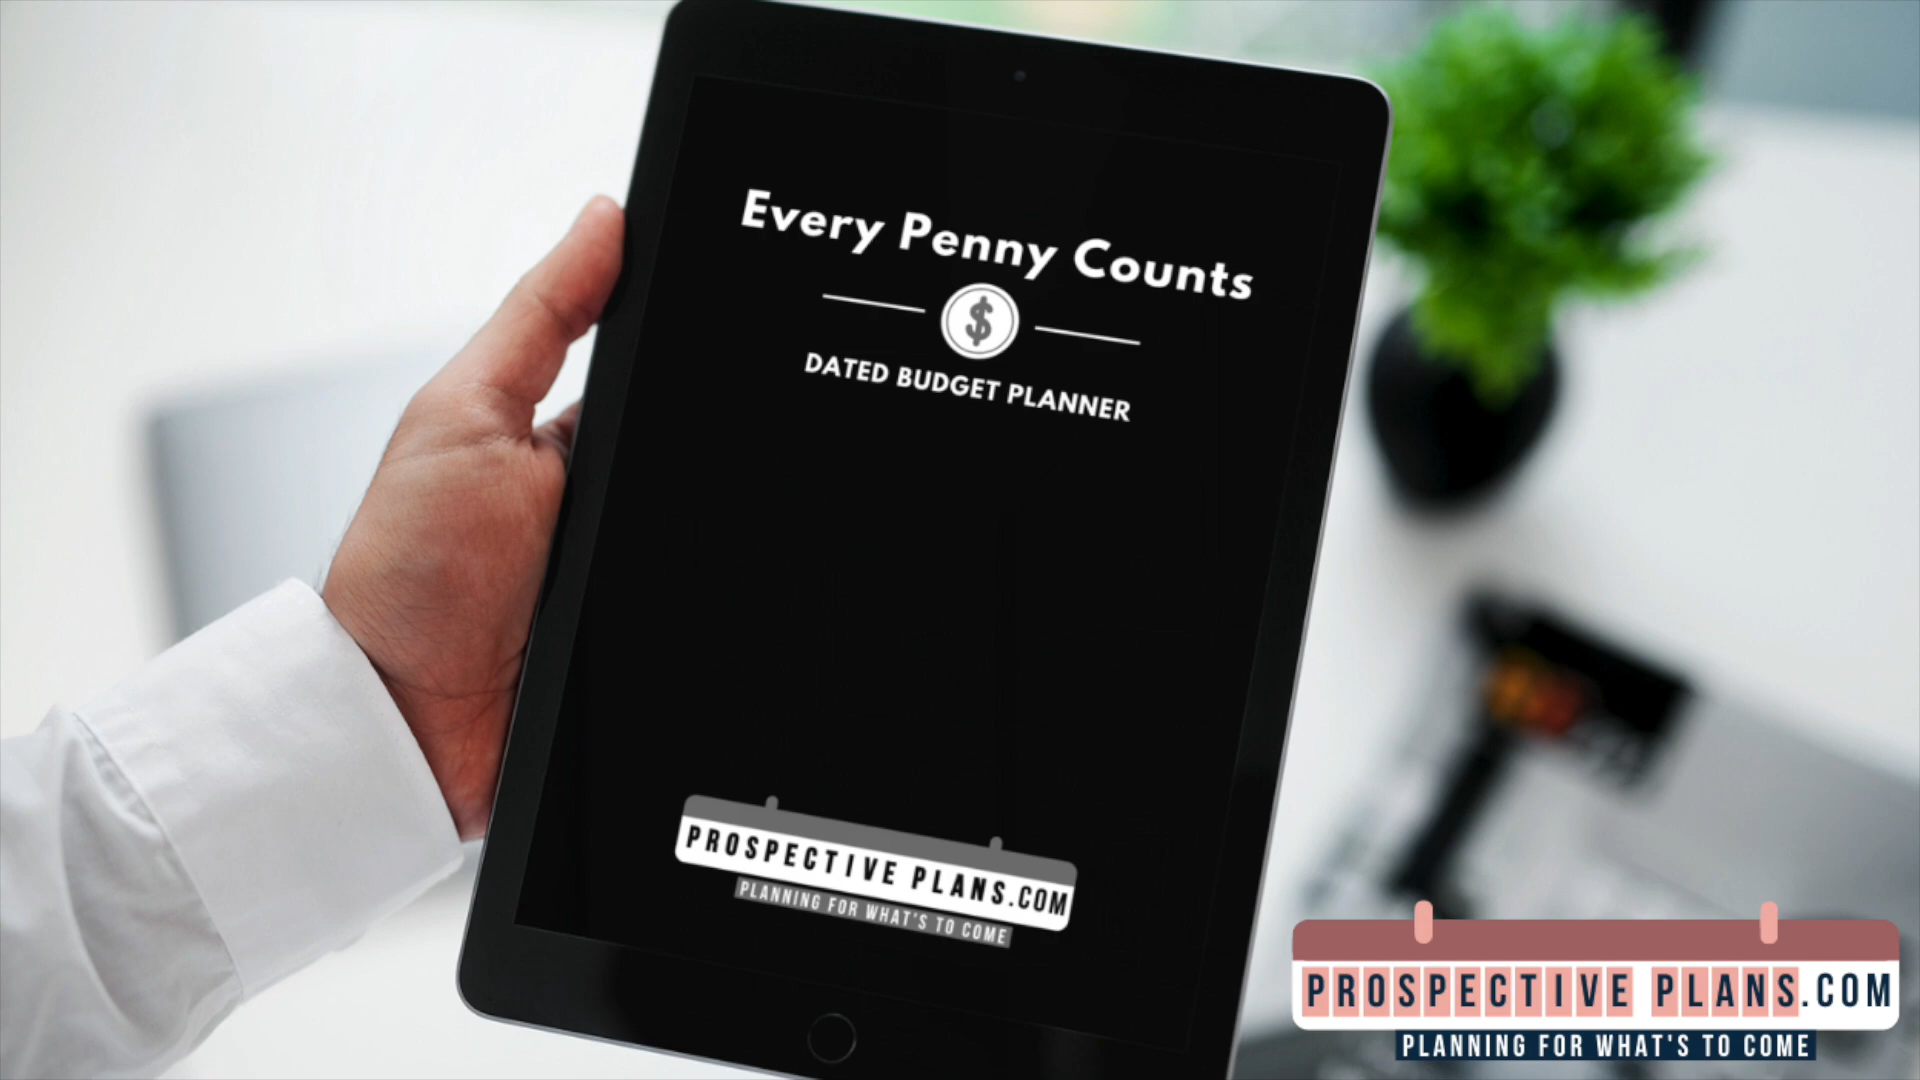 Every Penny Counts
$
DATED BUDGET PLANNER
PROSPECTIVE PLANS.COM
PLANNING FOR WHAT'S TO COME
PROSPECTIVE PLANS.COM
PLANNING FOR WHAT'S TO COME